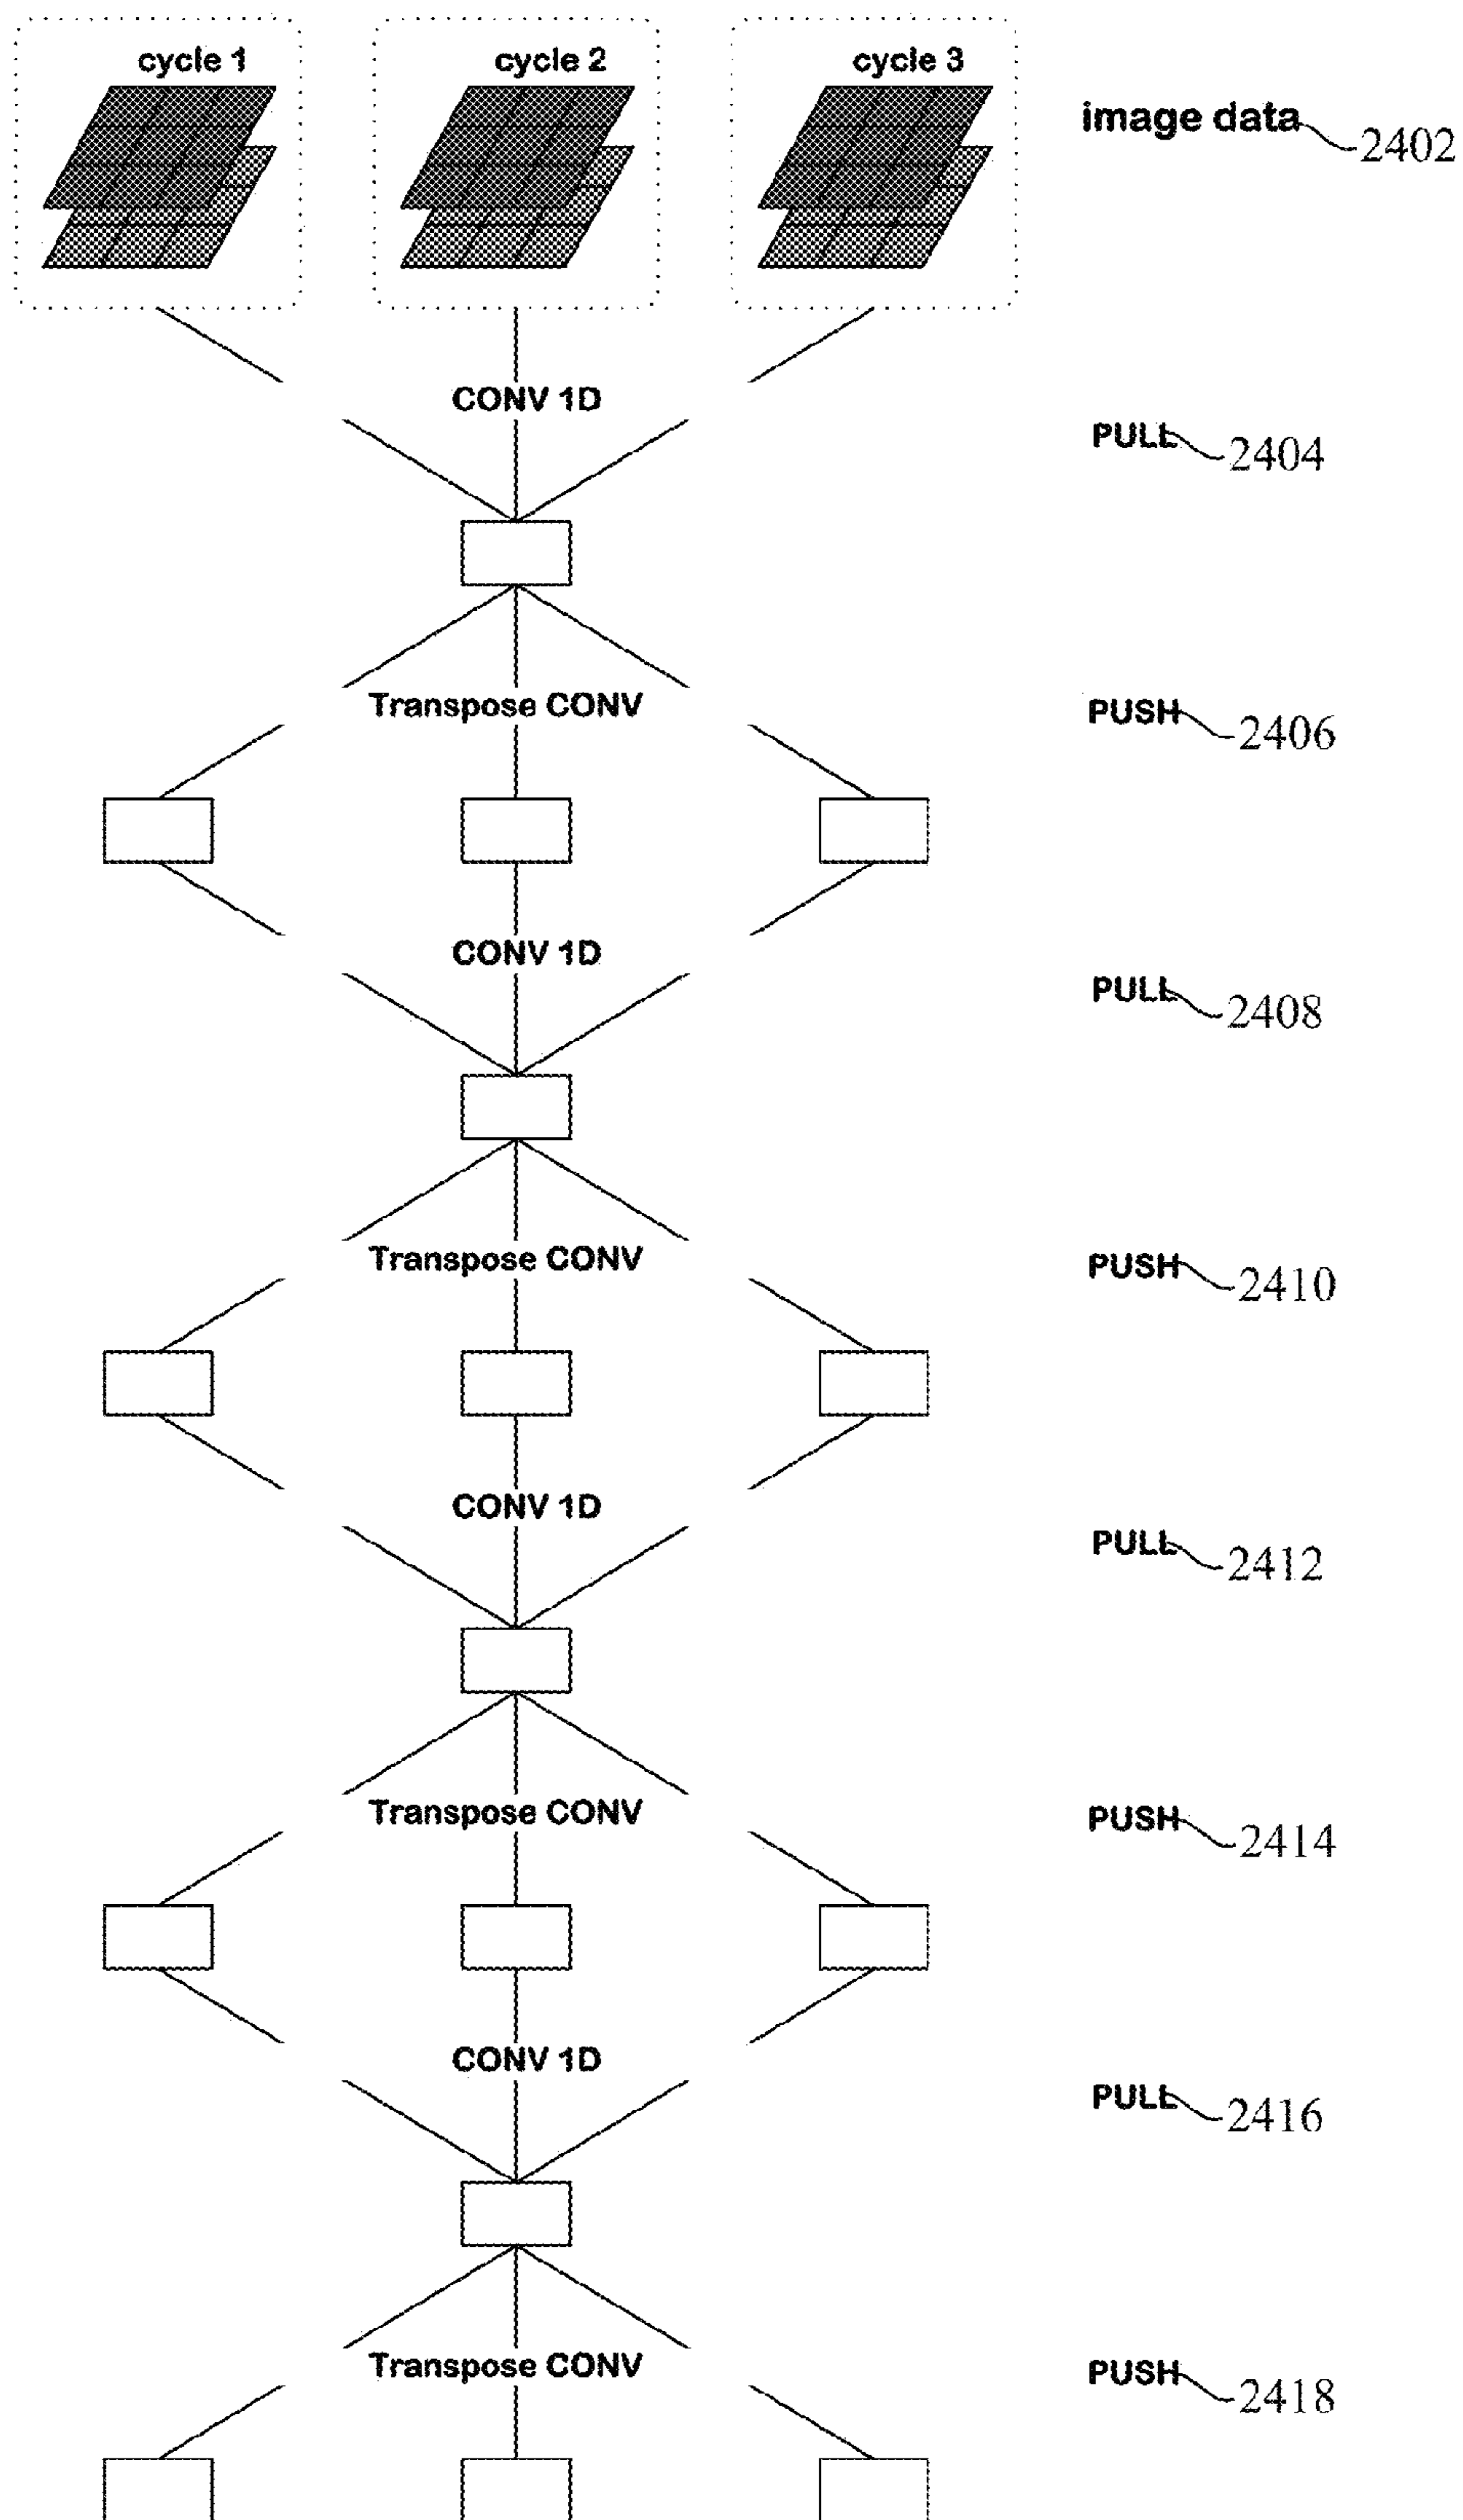 cycle 1 cycle 2 cycle 3
image data 2402
CONV 1D
PULL 2404
Transpose CONV
PUSH 2406
CONV 1D
PULL 2408
Transpose CONV
PUSH 2410
CONV 1D
PULL 2412
Transpose CONV
PUSH 2414
CONV 1D
PULL 2416
Transpose CONV
PUSH 2418